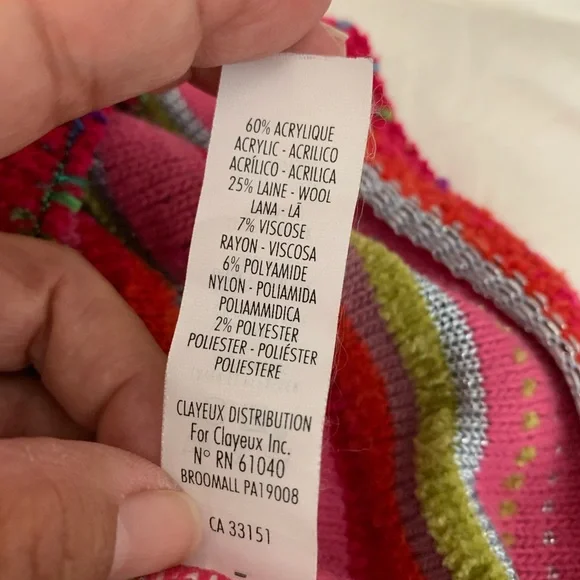 60% ACRYLIQUE
ACRYLIC - ACRILICO
ACRÍLICO - ACRILICA
25% LAINE - WOOL
LANA - LÃ
7% VISCOSE
RAYON - VISCOSA
6% POLYAMIDE
NYLON - POLIAMIDA
POLIAMMIDICA
2% POLYESTER
POLIESTER - POLIÉSTER
POLIESTERE
CLAYEUX DISTRIBUTION
For Clayeux Inc.
N° RN 61040
BROOMALL PA19008
CA 33151